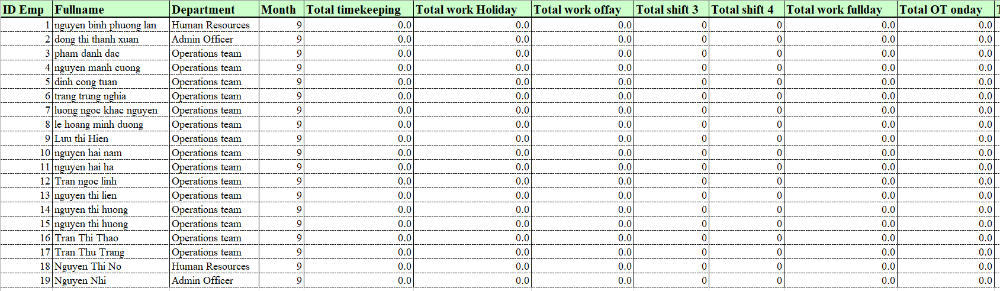 ID Emp Fullname Department Month Total timekeeping Total work Holiday Total work offay Total shift 3 Total shift 4 Total work fullday Total OT onday
1 nguyen binh phuong lan Human Resources 9 0.0 0.0 0.0 0 0 0.0 0.0
2 dong thi thanh xuan Admin Officer 9 0.0 0.0 0.0 0 0 0.0 0.0
3 pham danh dac Operations team 9 0.0 0.0 0.0 0 0 0.0 0.0
4 nguyen manh cuong Operations team 9 0.0 0.0 0.0 0 0 0.0 0.0
5 dinh cong tuan Operations team 9 0.0 0.0 0.0 0 0 0.0 0.0
6 trang trung nghia Operations team 9 0.0 0.0 0.0 0 0 0.0 0.0
7 luong ngoc khac nguyen Operations team 9 0.0 0.0 0.0 0 0 0.0 0.0
8 le hoang minh duong Operations team 9 0.0 0.0 0.0 0 0 0.0 0.0
9 Luu thi Hien Operations team 9 0.0 0.0 0.0 0 0 0.0 0.0
10 nguyen hai nam Operations team 9 0.0 0.0 0.0 0 0 0.0 0.0
11 nguyen hai ha Operations team 9 0.0 0.0 0.0 0 0 0.0 0.0
12 Tran ngoc linh Operations team 9 0.0 0.0 0.0 0 0 0.0 0.0
13 nguyen thi lien Operations team 9 0.0 0.0 0.0 0 0 0.0 0.0
14 nguyen thi huong Operations team 9 0.0 0.0 0.0 0 0 0.0 0.0
15 nguyen thi huong Operations team 9 0.0 0.0 0.0 0 0 0.0 0.0
16 Tran Thi Thao Operations team 9 0.0 0.0 0.0 0 0 0.0 0.0
17 Tran Thu Trang Operations team 9 0.0 0.0 0.0 0 0 0.0 0.0
18 Nguyen Thi No Human Resources 9 0.0 0.0 0.0 0 0 0.0 0.0
19 Nguyen Nhi Admin Officer 9 0.0 0.0 0.0 0 0 0.0 0.0